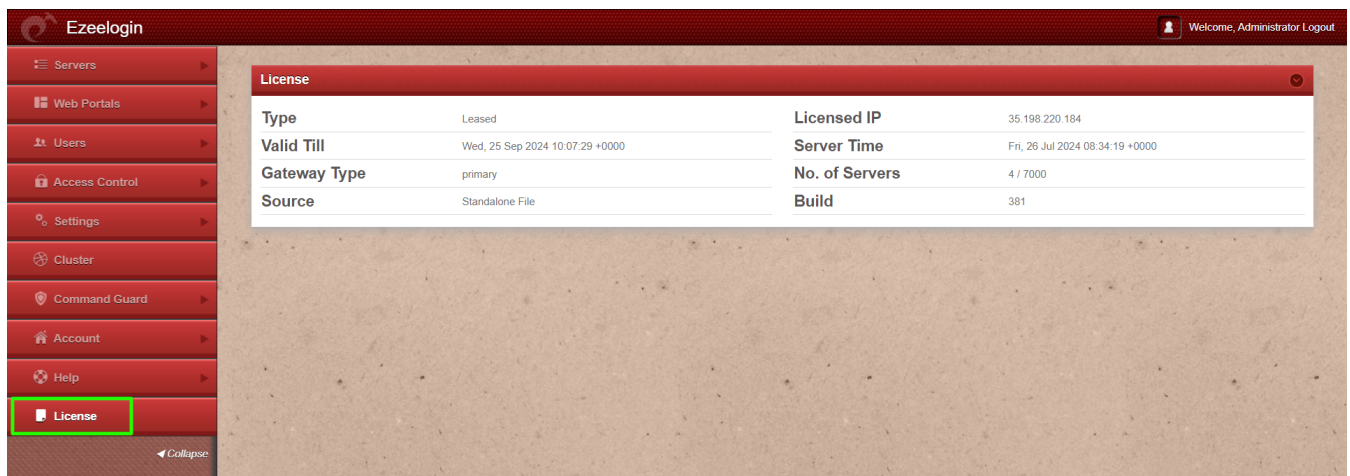 Ezeelogin
Welcome, Administrator Logout
Servers
Web Portals
Users
Access Control
Settings
Cluster
Command Guard
Account
Help
License
Collapse
License
Type Leased Licensed IP 35.198.220.184
Valid Till Wed, 25 Sep 2024 10:07:29 +0000 Server Time Fri, 26 Jul 2024 08:34:19 +0000
Gateway Type primary No. of Servers 4 / 7000
Source Standalone File Build 381